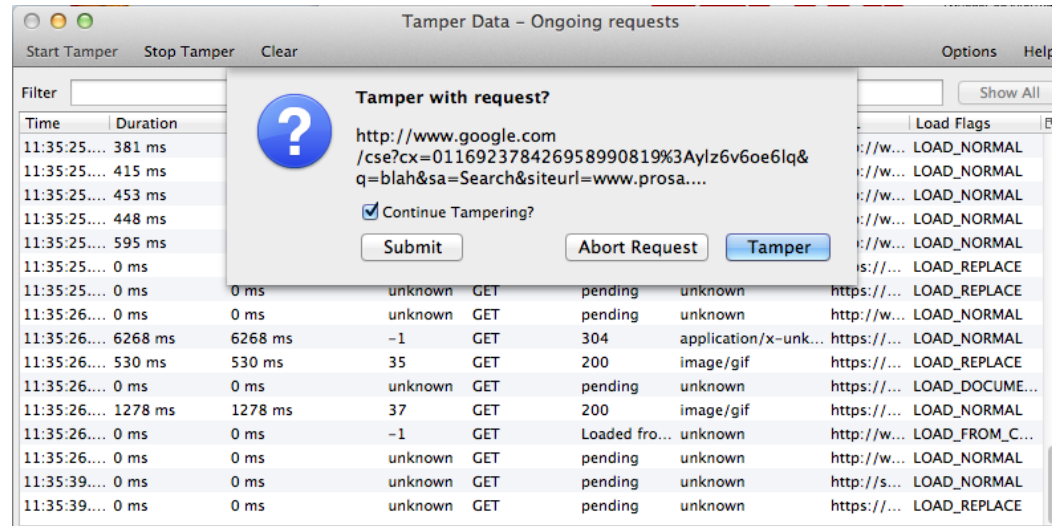 Tamper Data – Ongoing requests
Start Tamper Stop Tamper Clear Options Help
Filter Show All
Tamper with request?
http://www.google.com
/cse?cx=011692378426958990819%3Aylz6v6oe6lq&
q=blah&sa=Search&siteurl=www.prosa....
Continue Tampering?
Submit Abort Request Tamper
Time Duration Load Flags
11:35:25.... 381 ms ://w... LOAD_NORMAL
11:35:25.... 415 ms ://w... LOAD_NORMAL
11:35:25.... 453 ms ://w... LOAD_NORMAL
11:35:25.... 448 ms ://w... LOAD_NORMAL
11:35:25.... 595 ms ://w... LOAD_NORMAL
11:35:25.... 0 ms s://... LOAD_REPLACE
11:35:25.... 0 ms 0 ms unknown GET pending unknown https://... LOAD_REPLACE
11:35:26.... 0 ms 0 ms unknown GET pending unknown http://w... LOAD_NORMAL
11:35:26.... 6268 ms 6268 ms -1 GET 304 application/x-unk... https://... LOAD_NORMAL
11:35:26.... 530 ms 530 ms 35 GET 200 image/gif https://... LOAD_REPLACE
11:35:26.... 0 ms 0 ms unknown GET pending unknown https://... LOAD_DOCUME...
11:35:26.... 1278 ms 1278 ms 37 GET 200 image/gif https://... LOAD_NORMAL
11:35:26.... 0 ms 0 ms -1 GET Loaded fro... unknown http://w... LOAD_FROM_C...
11:35:26.... 0 ms 0 ms unknown GET pending unknown http://w... LOAD_NORMAL
11:35:39.... 0 ms 0 ms unknown GET pending unknown http://s... LOAD_NORMAL
11:35:39.... 0 ms 0 ms unknown GET pending unknown https://... LOAD_REPLACE